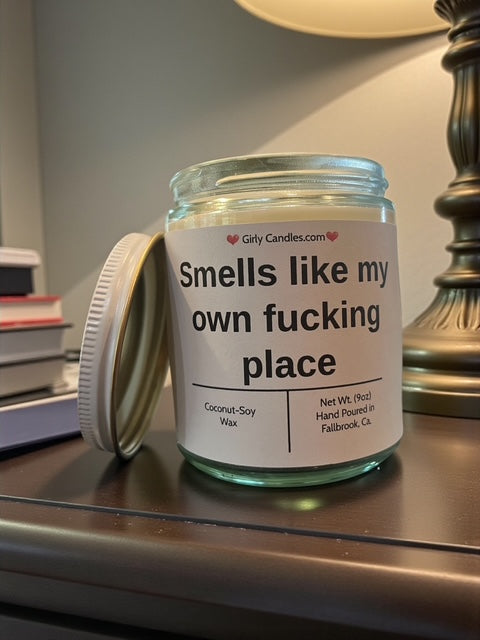 Girly Candles.com
Smells like my
own fucking
place
Coconut-Soy
Wax
Net Wt. (9oz)
Hand Poured in
Fallbrook, Ca.